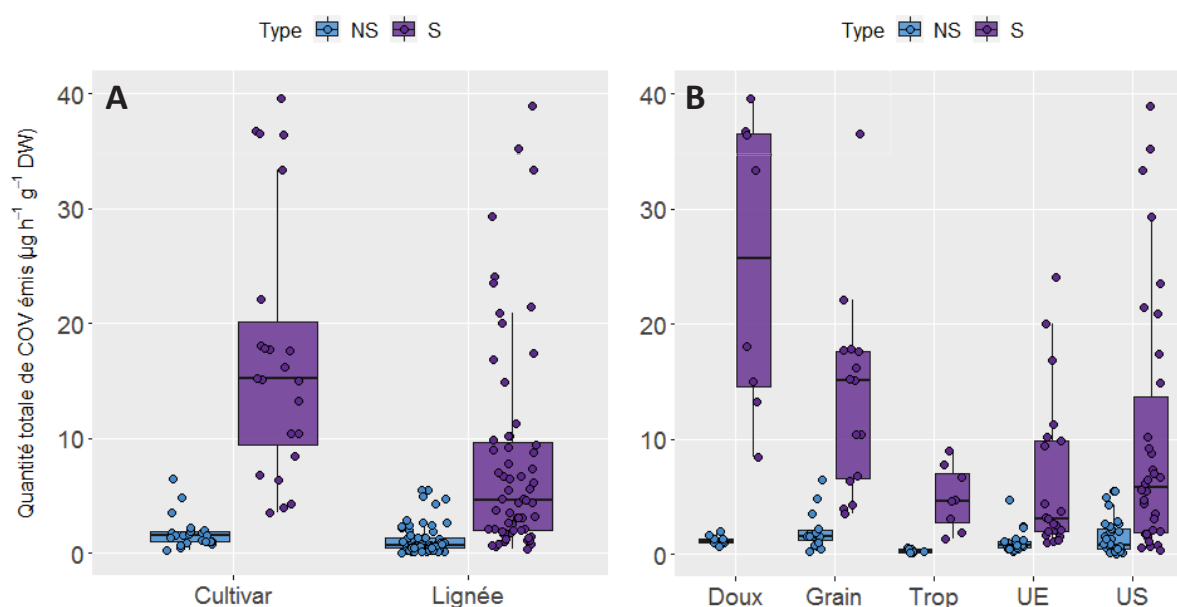 Type NS S
Type NS S
A
B
Quantité totale de COV émis (µg h⁻¹ g⁻¹ DW)
40
30
20
10
0
Cultivar Lignée
40
30
20
10
0
Doux Grain Trop UE US